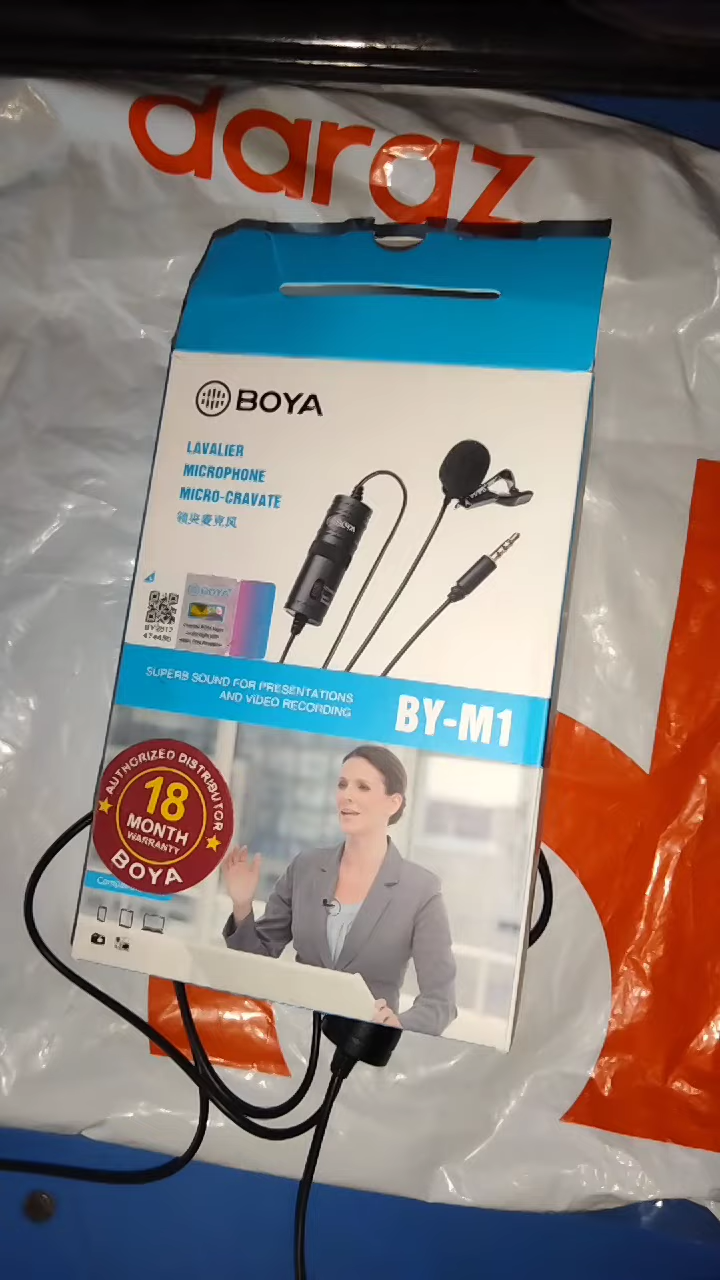 daraz
BOYA
LAVALIER
MICROPHONE
MICRO-CRAVATE
领夹麦克风
BOYA
SUPERB SOUND FOR PRESENTATIONS
AND VIDEO RECORDING
BY-M1
AUTHORIZED DISTRIBUTOR
18
MONTH
WARRANTY
BOYA